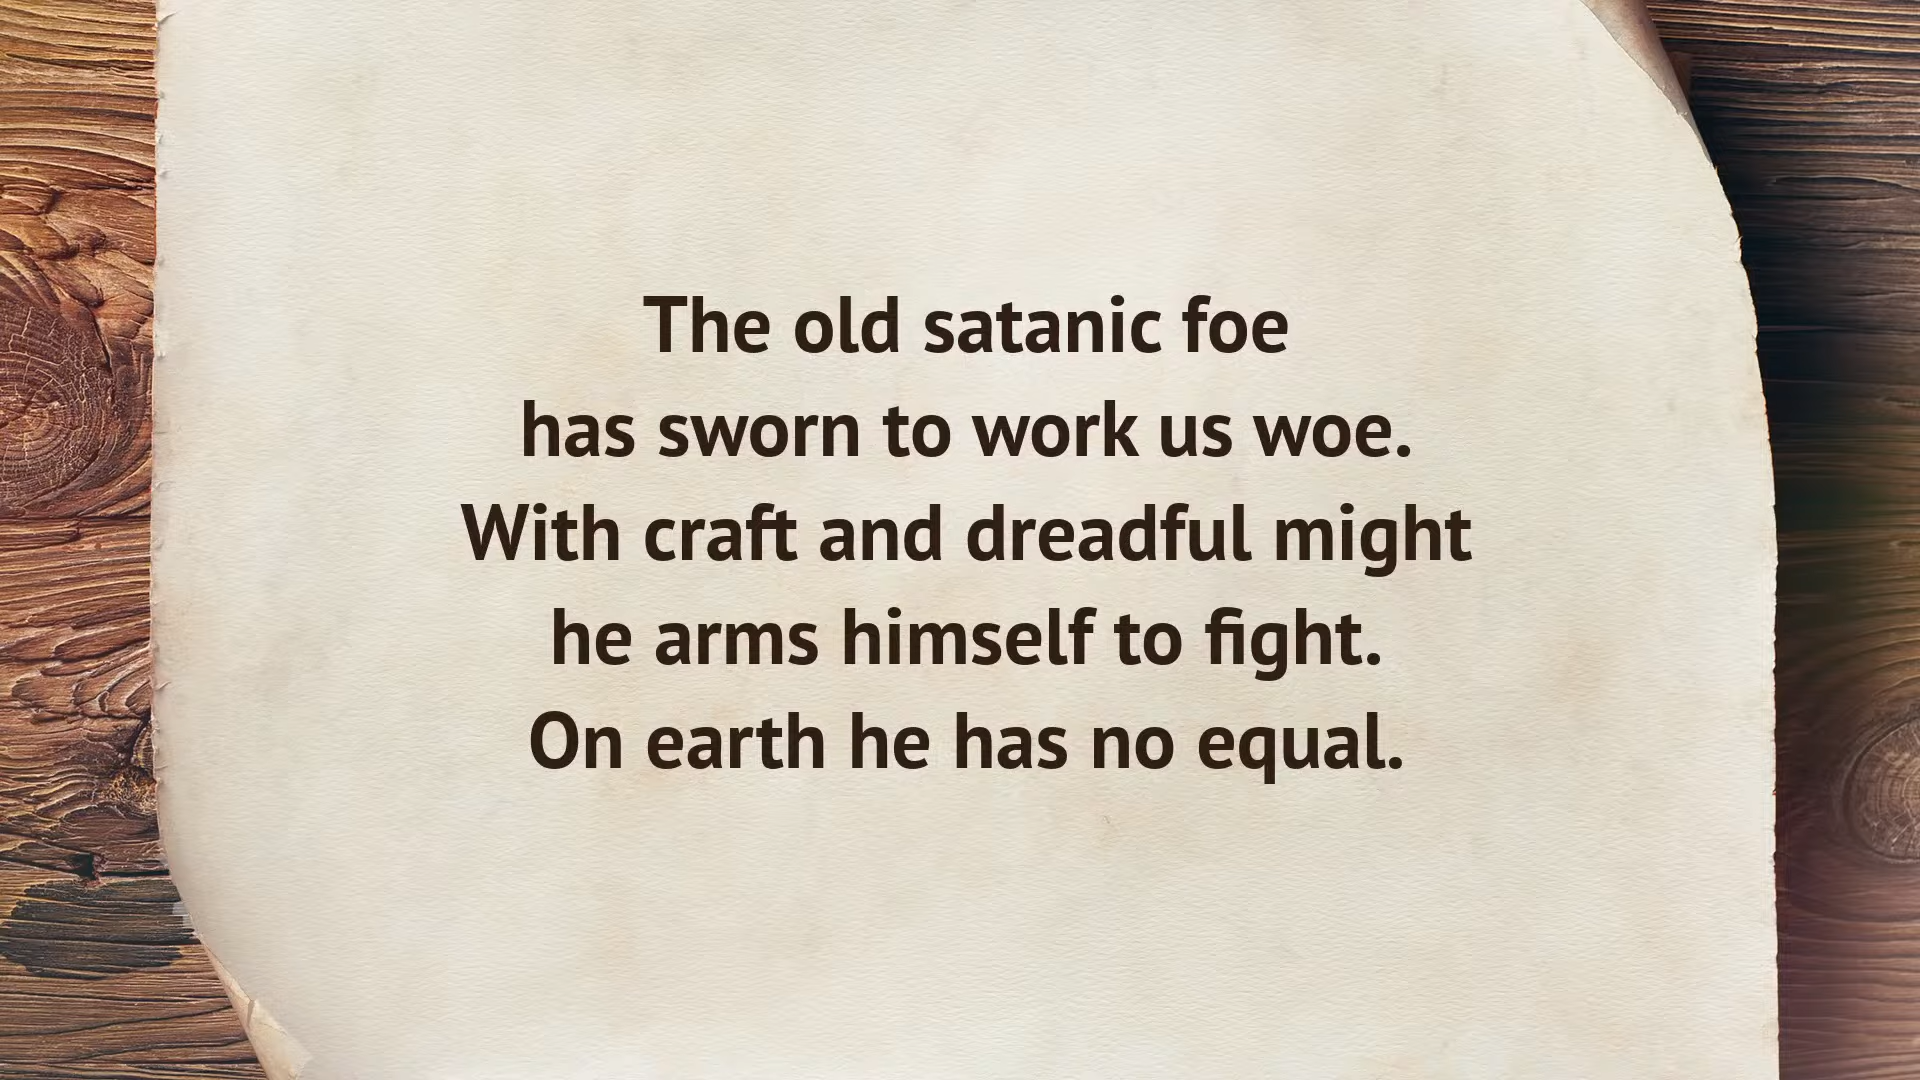 The old satanic foe
has sworn to work us woe.
With craft and dreadful might
he arms himself to fight.
On earth he has no equal.